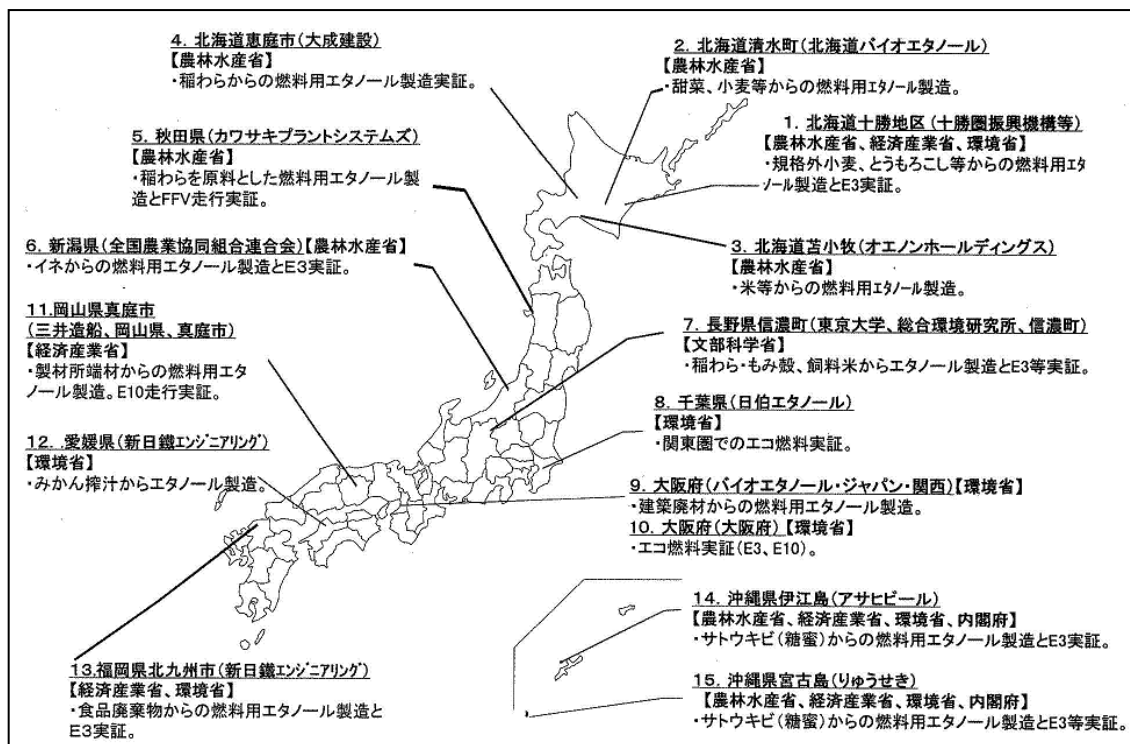 4. 北海道恵庭市(大成建設)
【農林水産省】
・稲わらからの燃料用エタノール製造実証。
2. 北海道清水町(北海道バイオエタノール)
【農林水産省】
・甜菜、小麦等からの燃料用ｴﾀﾉｰﾙ製造。
1. 北海道十勝地区(十勝圏振興機構等)
【農林水産省、経済産業省、環境省】
・規格外小麦、とうもろこし等からの燃料用ｴﾀ
ﾉｰﾙ製造とE3実証。
5. 秋田県(カワサキプラントシステムズ)
【農林水産省】
・稲わらを原料とした燃料用エタノール製
造とFFV走行実証。
3. 北海道苫小牧(オエノンホールディングス)
【農林水産省】
・米等からの燃料用エタノール製造。
6. 新潟県(全国農業協同組合連合会)【農林水産省】
・イネからの燃料用エタノール製造とE3実証。
11.岡山県真庭市
(三井造船、岡山県、真庭市)
【経済産業省】
・製材所端材からの燃料用エタ
ノール製造。E10走行実証。
7. 長野県信濃町(東京大学、総合環境研究所、信濃町)
【文部科学省】
・稲わら・もみ殻、飼料米からエタノール製造とE3等実証。
8. 千葉県(日伯エタノール)
【環境省】
・関東圏でのエコ燃料実証。
12. .愛媛県(新日鐵ｴﾝｼﾞﾆｱﾘﾝｸﾞ)
【環境省】
・みかん搾汁からエタノール製造。
9. 大阪府(バイオエタノール・ジャパン・関西)【環境省】
・建築廃材からの燃料用エタノール製造。
10. 大阪府(大阪府)【環境省】
・エコ燃料実証(E3、E10)。
14. 沖縄県伊江島(アサヒビール)
【農林水産省、経済産業省、環境省、内閣府】
・サトウキビ(糖蜜)からの燃料用エタノール製造とE3実証。
13.福岡県北九州市(新日鐵ｴﾝｼﾞﾆｱﾘﾝｸﾞ)
【経済産業省、環境省】
・食品廃棄物からの燃料用エタノール製造と
E3実証。
15. 沖縄県宮古島(りゅうせき)
【農林水産省、経済産業省、環境省、内閣府】
・サトウキビ(糖蜜)からの燃料用エタノール製造とE3等実証。